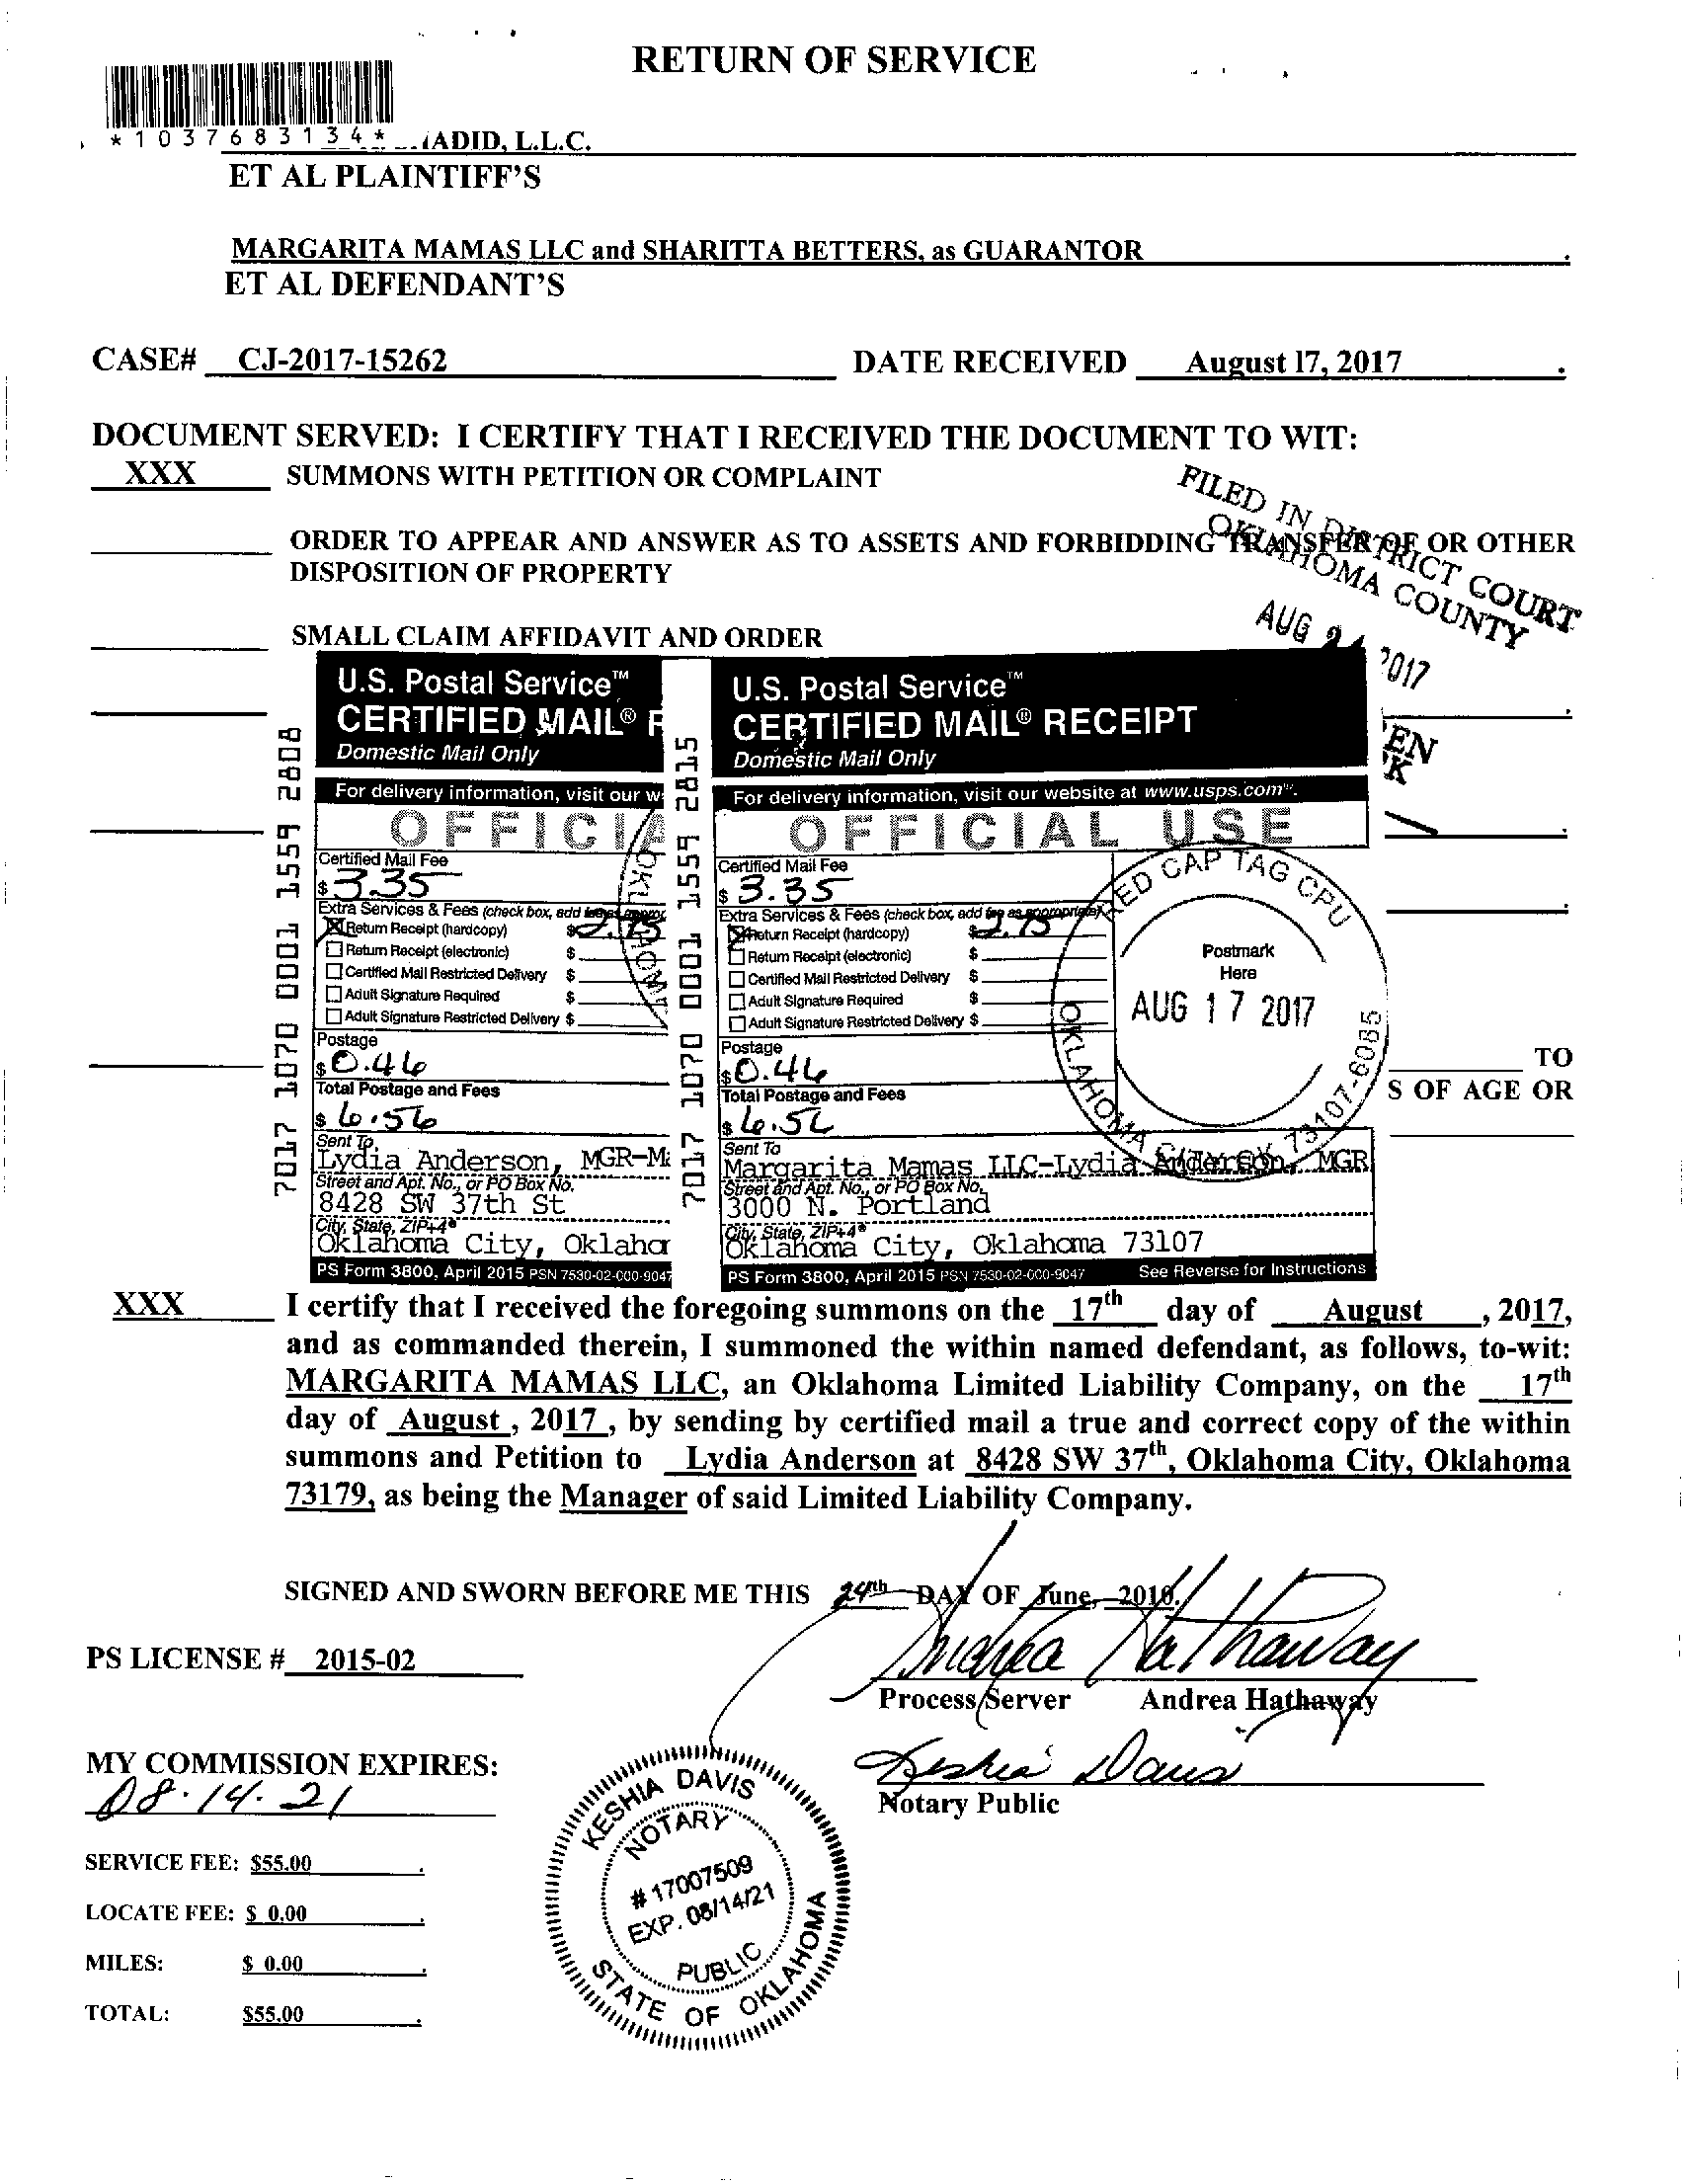 RETURN OF SERVICE
*1037683134*
ADID, L.L.C.
ET AL PLAINTIFF'S
MARGARITA MAMAS LLC and SHARITTA BETTERS, as GUARANTOR.
ET AL DEFENDANT'S
CASE# CJ-2017-15262 DATE RECEIVED August 17, 2017.
DOCUMENT SERVED: I CERTIFY THAT I RECEIVED THE DOCUMENT TO WIT:
XXX SUMMONS WITH PETITION OR COMPLAINT
FILED IN DISTRICT COURT
OKLAHOMA COUNTY
AUG 24 2017
ORDER TO APPEAR AND ANSWER AS TO ASSETS AND FORBIDDING TRANSFER OF OR OTHER
DISPOSITION OF PROPERTY
SMALL CLAIM AFFIDAVIT AND ORDER
EN
K
TO
S OF AGE OR
7017 1070 0001 1559 2808
U.S. Postal Service™
CERTIFIED MAIL® R
Domestic Mail Only
For delivery information, visit our w
OFFICIA
Certified Mail Fee
$ 3.35
Extra Services & Fees (check box, add
Return Receipt (hardcopy) $ 2.75
Return Receipt (electronic) $
Certified Mail Restricted Delivery $
Adult Signature Required $
Adult Signature Restricted Delivery $
OKLAHOM
Postage
$ 0.46
Total Postage and Fees
$ 6.56
Sent To
Lydia Anderson, MGR-Ma
Street and Apt. No., or PO Box No.
8428 SW 37th St
City, State, ZIP+4®
Oklahoma City, Oklaho
PS Form 3800, April 2015 PSN 7530-02-000-9047
7017 1070 0001 1559 2815
U.S. Postal Service™
CERTIFIED MAIL® RECEIPT
Domestic Mail Only
For delivery information, visit our website at www.usps.com™.
OFFICIAL USE
Certified Mail Fee
$ 3.35
Extra Services & Fees (check box, add fee as appropriate)
Return Receipt (hardcopy) $ 2.75
Return Receipt (electronic) $
Certified Mail Restricted Delivery $
Adult Signature Required $
Adult Signature Restricted Delivery $
RED CAP TAG CPU
Postmark
Here
AUG 17 2017
OKLAHOMA CITY OK 73107-6085
Postage
$ 0.46
Total Postage and Fees
$ 6.56
Sent To
Margarita Mamas LLC-Lydia Anderson, MGR
Street and Apt. No., or PO Box No.
3000 N. Portland
City, State, ZIP+4®
Oklahoma City, Oklahoma 73107
PS Form 3800, April 2015 PSN 7530-02-000-9047 See Reverse for Instructions
XXX I certify that I received the foregoing summons on the 17th day of August, 2017,
and as commanded therein, I summoned the within named defendant, as follows, to-wit:
MARGARITA MAMAS LLC, an Oklahoma Limited Liability Company, on the 17th
day of August, 2017, by sending by certified mail a true and correct copy of the within
summons and Petition to Lydia Anderson at 8428 SW 37th, Oklahoma City, Oklahoma
73179, as being the Manager of said Limited Liability Company.
SIGNED AND SWORN BEFORE ME THIS 24th DAY OF June, 2016.
PS LICENSE # 2015-02
Andrea Hathaway
Process Server Andrea Hathaway
MY COMMISSION EXPIRES:
08.14.21
Keshia Davis
Notary Public
KESHIA DAVIS
NOTARY
# 17007509
EXP. 08/14/21
PUBLIC
STATE OF OKLAHOMA
SERVICE FEE: $55.00.
LOCATE FEE: $ 0.00.
MILES: $ 0.00.
TOTAL: $55.00.